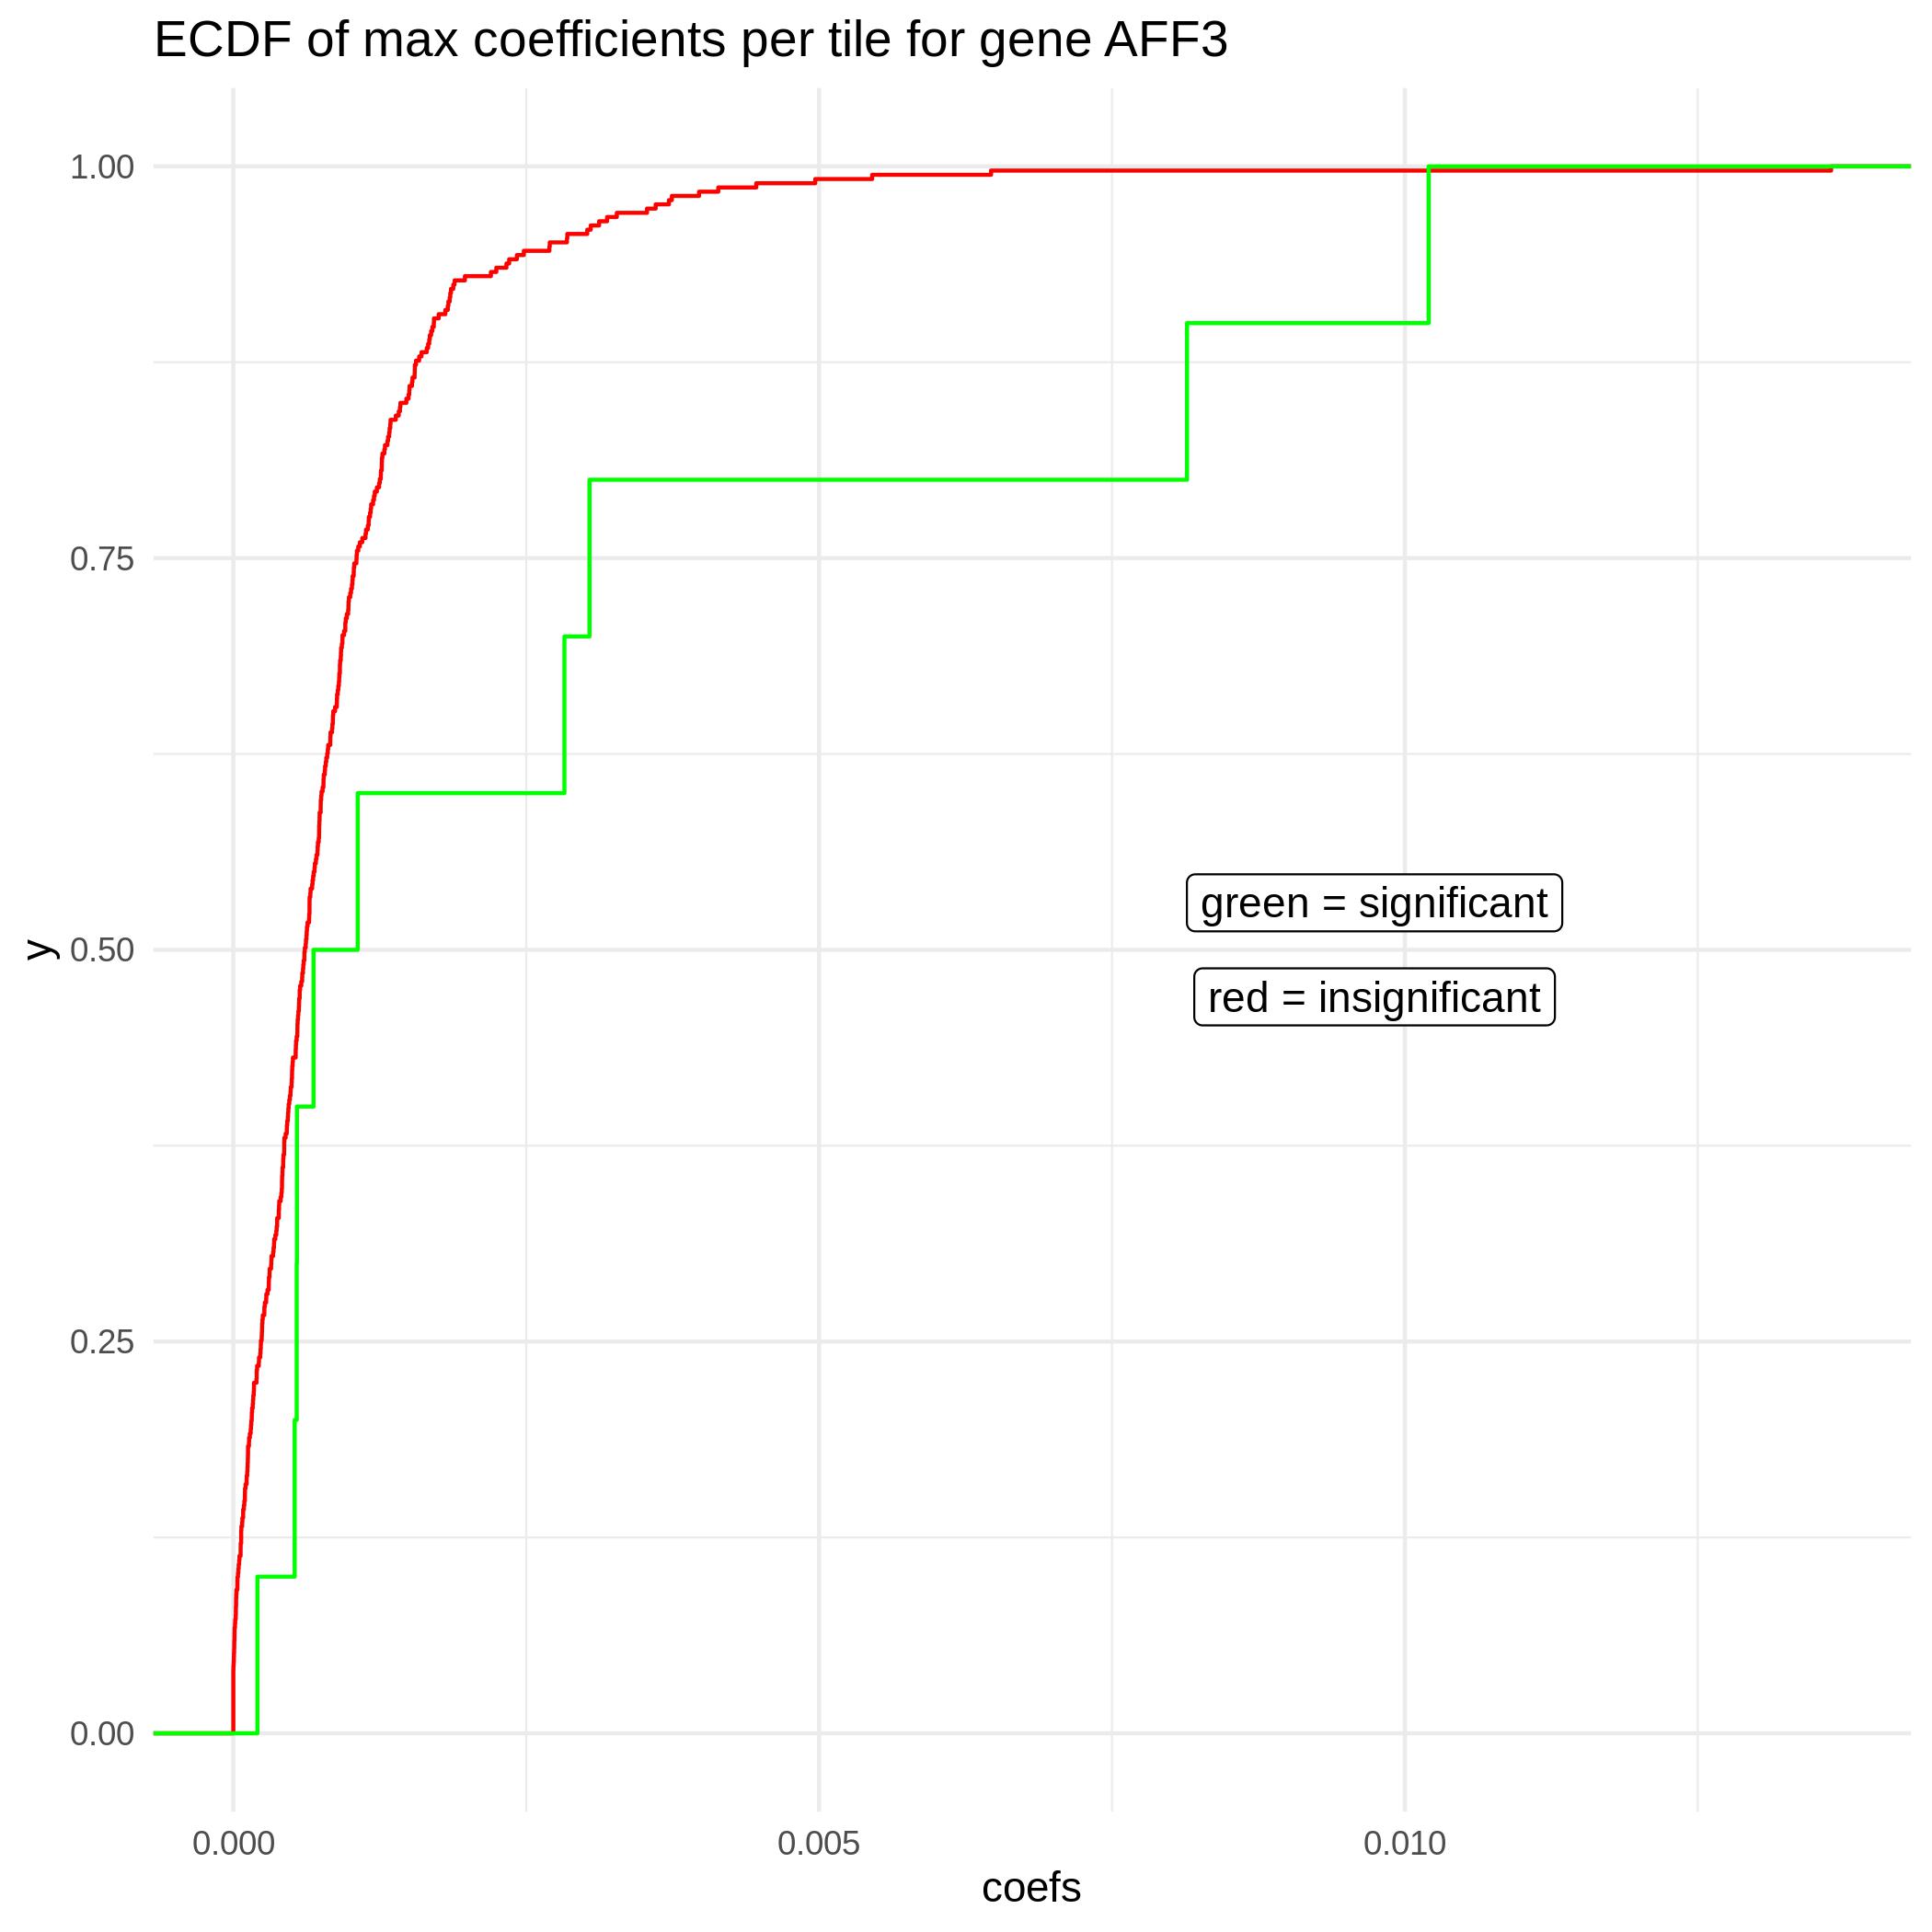 ECDF of max coefficients per tile for gene AFF3
1.00
0.75
0.50
0.25
0.00
y
green = significant
red = insignificant
0.000
0.005
0.010
coefs